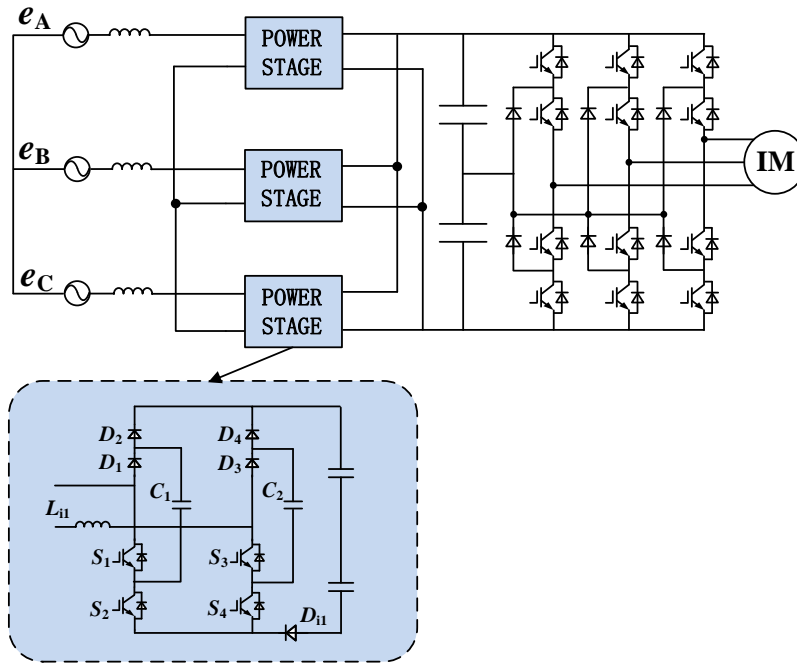 eA
POWER
STAGE
eB
POWER
STAGE
IM
eC
POWER
STAGE
D2
D4
D1
D3
C1
C2
Li1
S1
S3
S2
S4
Di1